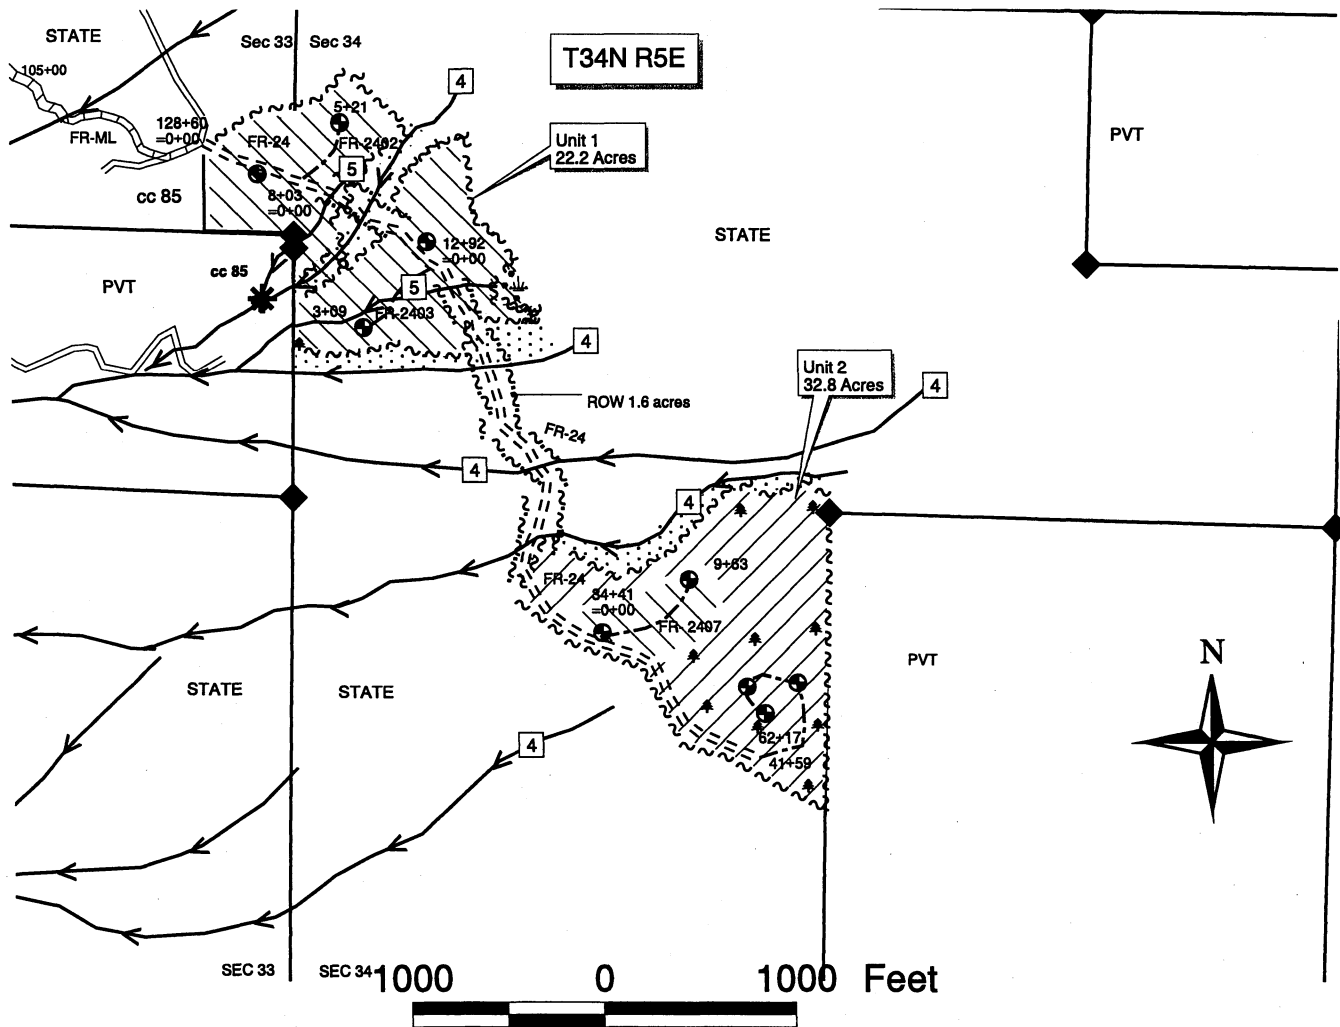 STATE
Sec 33
Sec 34
T34N R5E
105+00
4
5+21
128+60
=0+00
FR-ML
FR-24
FR-2402
Unit 1
22.2 Acres
PVT
5
cc 85
8+03
=0+00
STATE
12+92
=0+00
cc 85
PVT
5
3+09
FR-2403
4
Unit 2
32.8 Acres
4
ROW 1.6 acres
FR-24
4
4
9+63
FR-24
34+41
=0+00
FR-2407
PVT
N
STATE
STATE
4
62+17
41+59
SEC 33
SEC 34
1000 0 1000 Feet